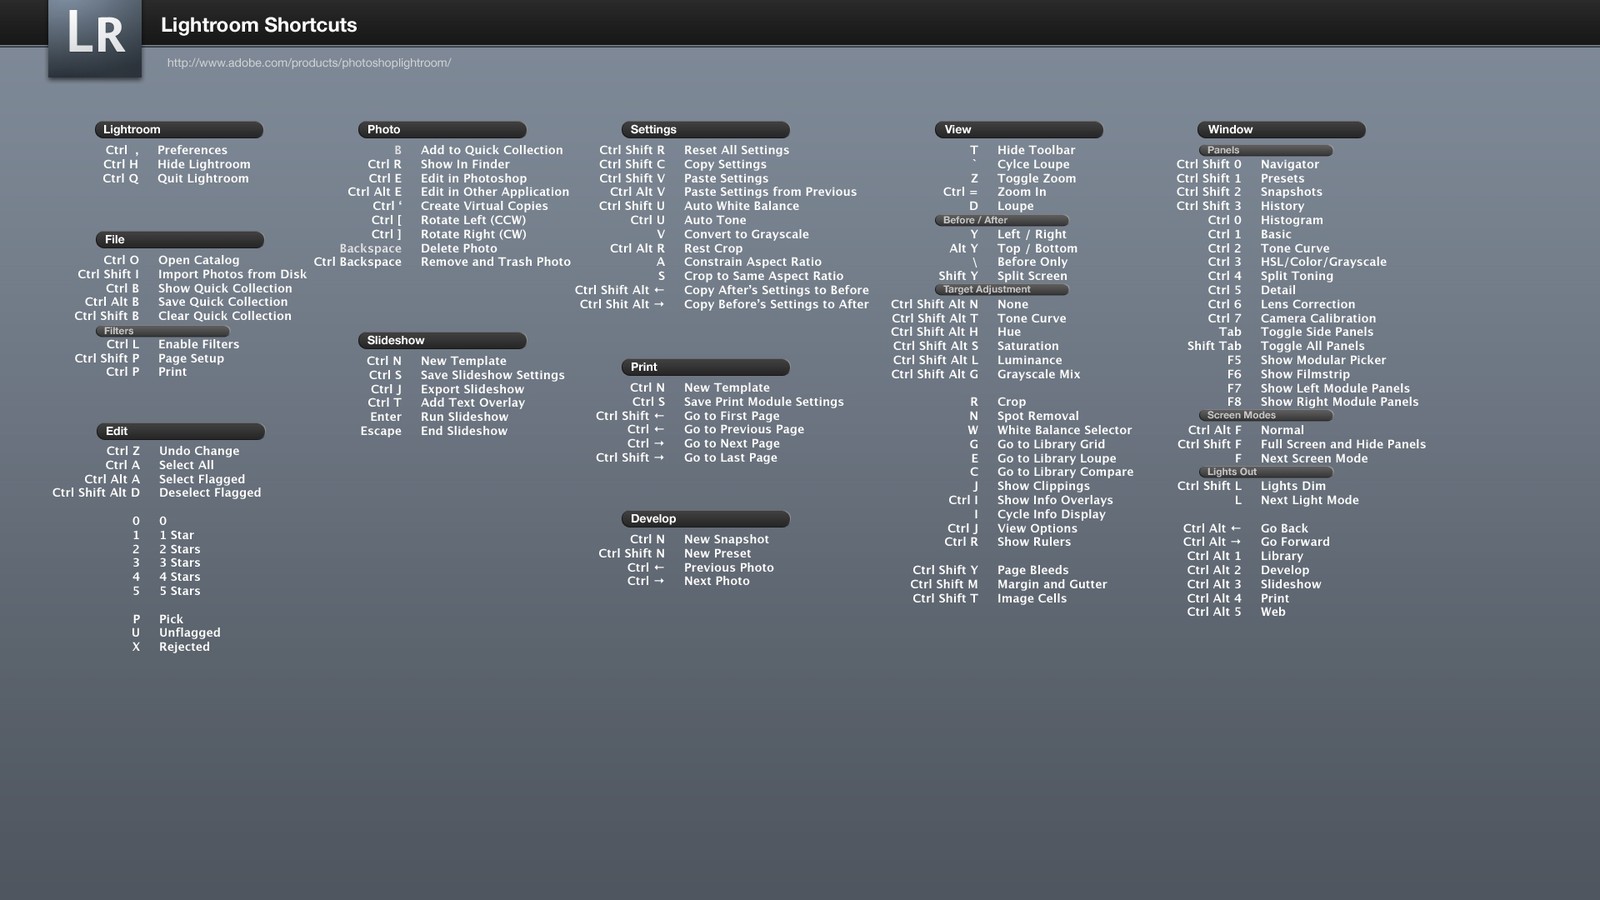 LR
Lightroom Shortcuts
http://www.adobe.com/products/photoshoplightroom/
Lightroom
Ctrl , Preferences
Ctrl H Hide Lightroom
Ctrl Q Quit Lightroom
File
Ctrl O Open Catalog
Ctrl Shift I Import Photos from Disk
Ctrl B Show Quick Collection
Ctrl Alt B Save Quick Collection
Ctrl Shift B Clear Quick Collection
Filters
Ctrl L Enable Filters
Ctrl Shift P Page Setup
Ctrl P Print
Edit
Ctrl Z Undo Change
Ctrl A Select All
Ctrl Alt A Select Flagged
Ctrl Shift Alt D Deselect Flagged
0 0
1 1 Star
2 2 Stars
3 3 Stars
4 4 Stars
5 5 Stars
P Pick
U Unflagged
X Rejected
Photo
B Add to Quick Collection
Ctrl R Show In Finder
Ctrl E Edit in Photoshop
Ctrl Alt E Edit in Other Application
Ctrl ' Create Virtual Copies
Ctrl [ Rotate Left (CCW)
Ctrl ] Rotate Right (CW)
Backspace Delete Photo
Ctrl Backspace Remove and Trash Photo
Slideshow
Ctrl N New Template
Ctrl S Save Slideshow Settings
Ctrl J Export Slideshow
Ctrl T Add Text Overlay
Enter Run Slideshow
Escape End Slideshow
Settings
Ctrl Shift R Reset All Settings
Ctrl Shift C Copy Settings
Ctrl Shift V Paste Settings
Ctrl Alt V Paste Settings from Previous
Ctrl Shift U Auto White Balance
Ctrl U Auto Tone
V Convert to Grayscale
Ctrl Alt R Rest Crop
A Constrain Aspect Ratio
S Crop to Same Aspect Ratio
Ctrl Shift Alt ← Copy After's Settings to Before
Ctrl Shit Alt → Copy Before's Settings to After
Print
Ctrl N New Template
Ctrl S Save Print Module Settings
Ctrl Shift ← Go to First Page
Ctrl ← Go to Previous Page
Ctrl → Go to Next Page
Ctrl Shift → Go to Last Page
Develop
Ctrl N New Snapshot
Ctrl Shift N New Preset
Ctrl ← Previous Photo
Ctrl → Next Photo
View
T Hide Toolbar
` Cylce Loupe
Z Toggle Zoom
Ctrl = Zoom In
D Loupe
Before / After
Y Left / Right
Alt Y Top / Bottom
\ Before Only
Shift Y Split Screen
Target Adjustment
Ctrl Shift Alt N None
Ctrl Shift Alt T Tone Curve
Ctrl Shift Alt H Hue
Ctrl Shift Alt S Saturation
Ctrl Shift Alt L Luminance
Ctrl Shift Alt G Grayscale Mix
R Crop
N Spot Removal
W White Balance Selector
G Go to Library Grid
E Go to Library Loupe
C Go to Library Compare
J Show Clippings
Ctrl I Show Info Overlays
I Cycle Info Display
Ctrl J View Options
Ctrl R Show Rulers
Ctrl Shift Y Page Bleeds
Ctrl Shift M Margin and Gutter
Ctrl Shift T Image Cells
Window
Panels
Ctrl Shift 0 Navigator
Ctrl Shift 1 Presets
Ctrl Shift 2 Snapshots
Ctrl Shift 3 History
Ctrl 0 Histogram
Ctrl 1 Basic
Ctrl 2 Tone Curve
Ctrl 3 HSL/Color/Grayscale
Ctrl 4 Split Toning
Ctrl 5 Detail
Ctrl 6 Lens Correction
Ctrl 7 Camera Calibration
Tab Toggle Side Panels
Shift Tab Toggle All Panels
F5 Show Modular Picker
F6 Show Filmstrip
F7 Show Left Module Panels
F8 Show Right Module Panels
Screen Modes
Ctrl Alt F Normal
Ctrl Shift F Full Screen and Hide Panels
F Next Screen Mode
Lights Out
Ctrl Shift L Lights Dim
L Next Light Mode
Ctrl Alt ← Go Back
Ctrl Alt → Go Forward
Ctrl Alt 1 Library
Ctrl Alt 2 Develop
Ctrl Alt 3 Slideshow
Ctrl Alt 4 Print
Ctrl Alt 5 Web